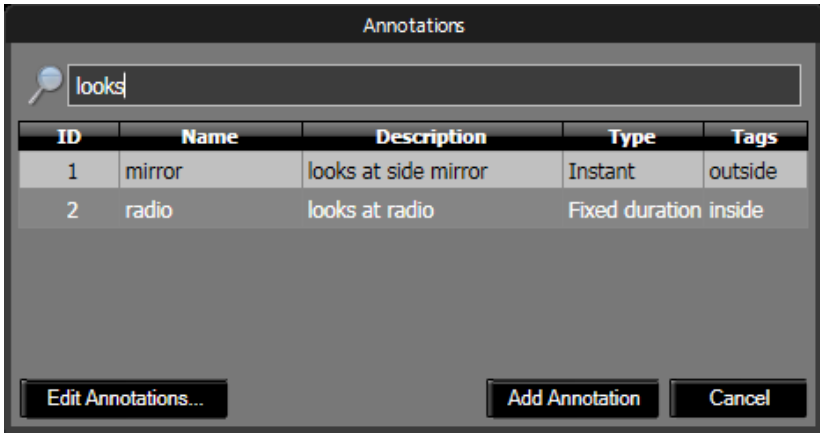 Annotations
looks
ID Name Description Type Tags
1 mirror looks at side mirror Instant outside
2 radio looks at radio Fixed duration inside
Edit Annotations... Add Annotation Cancel